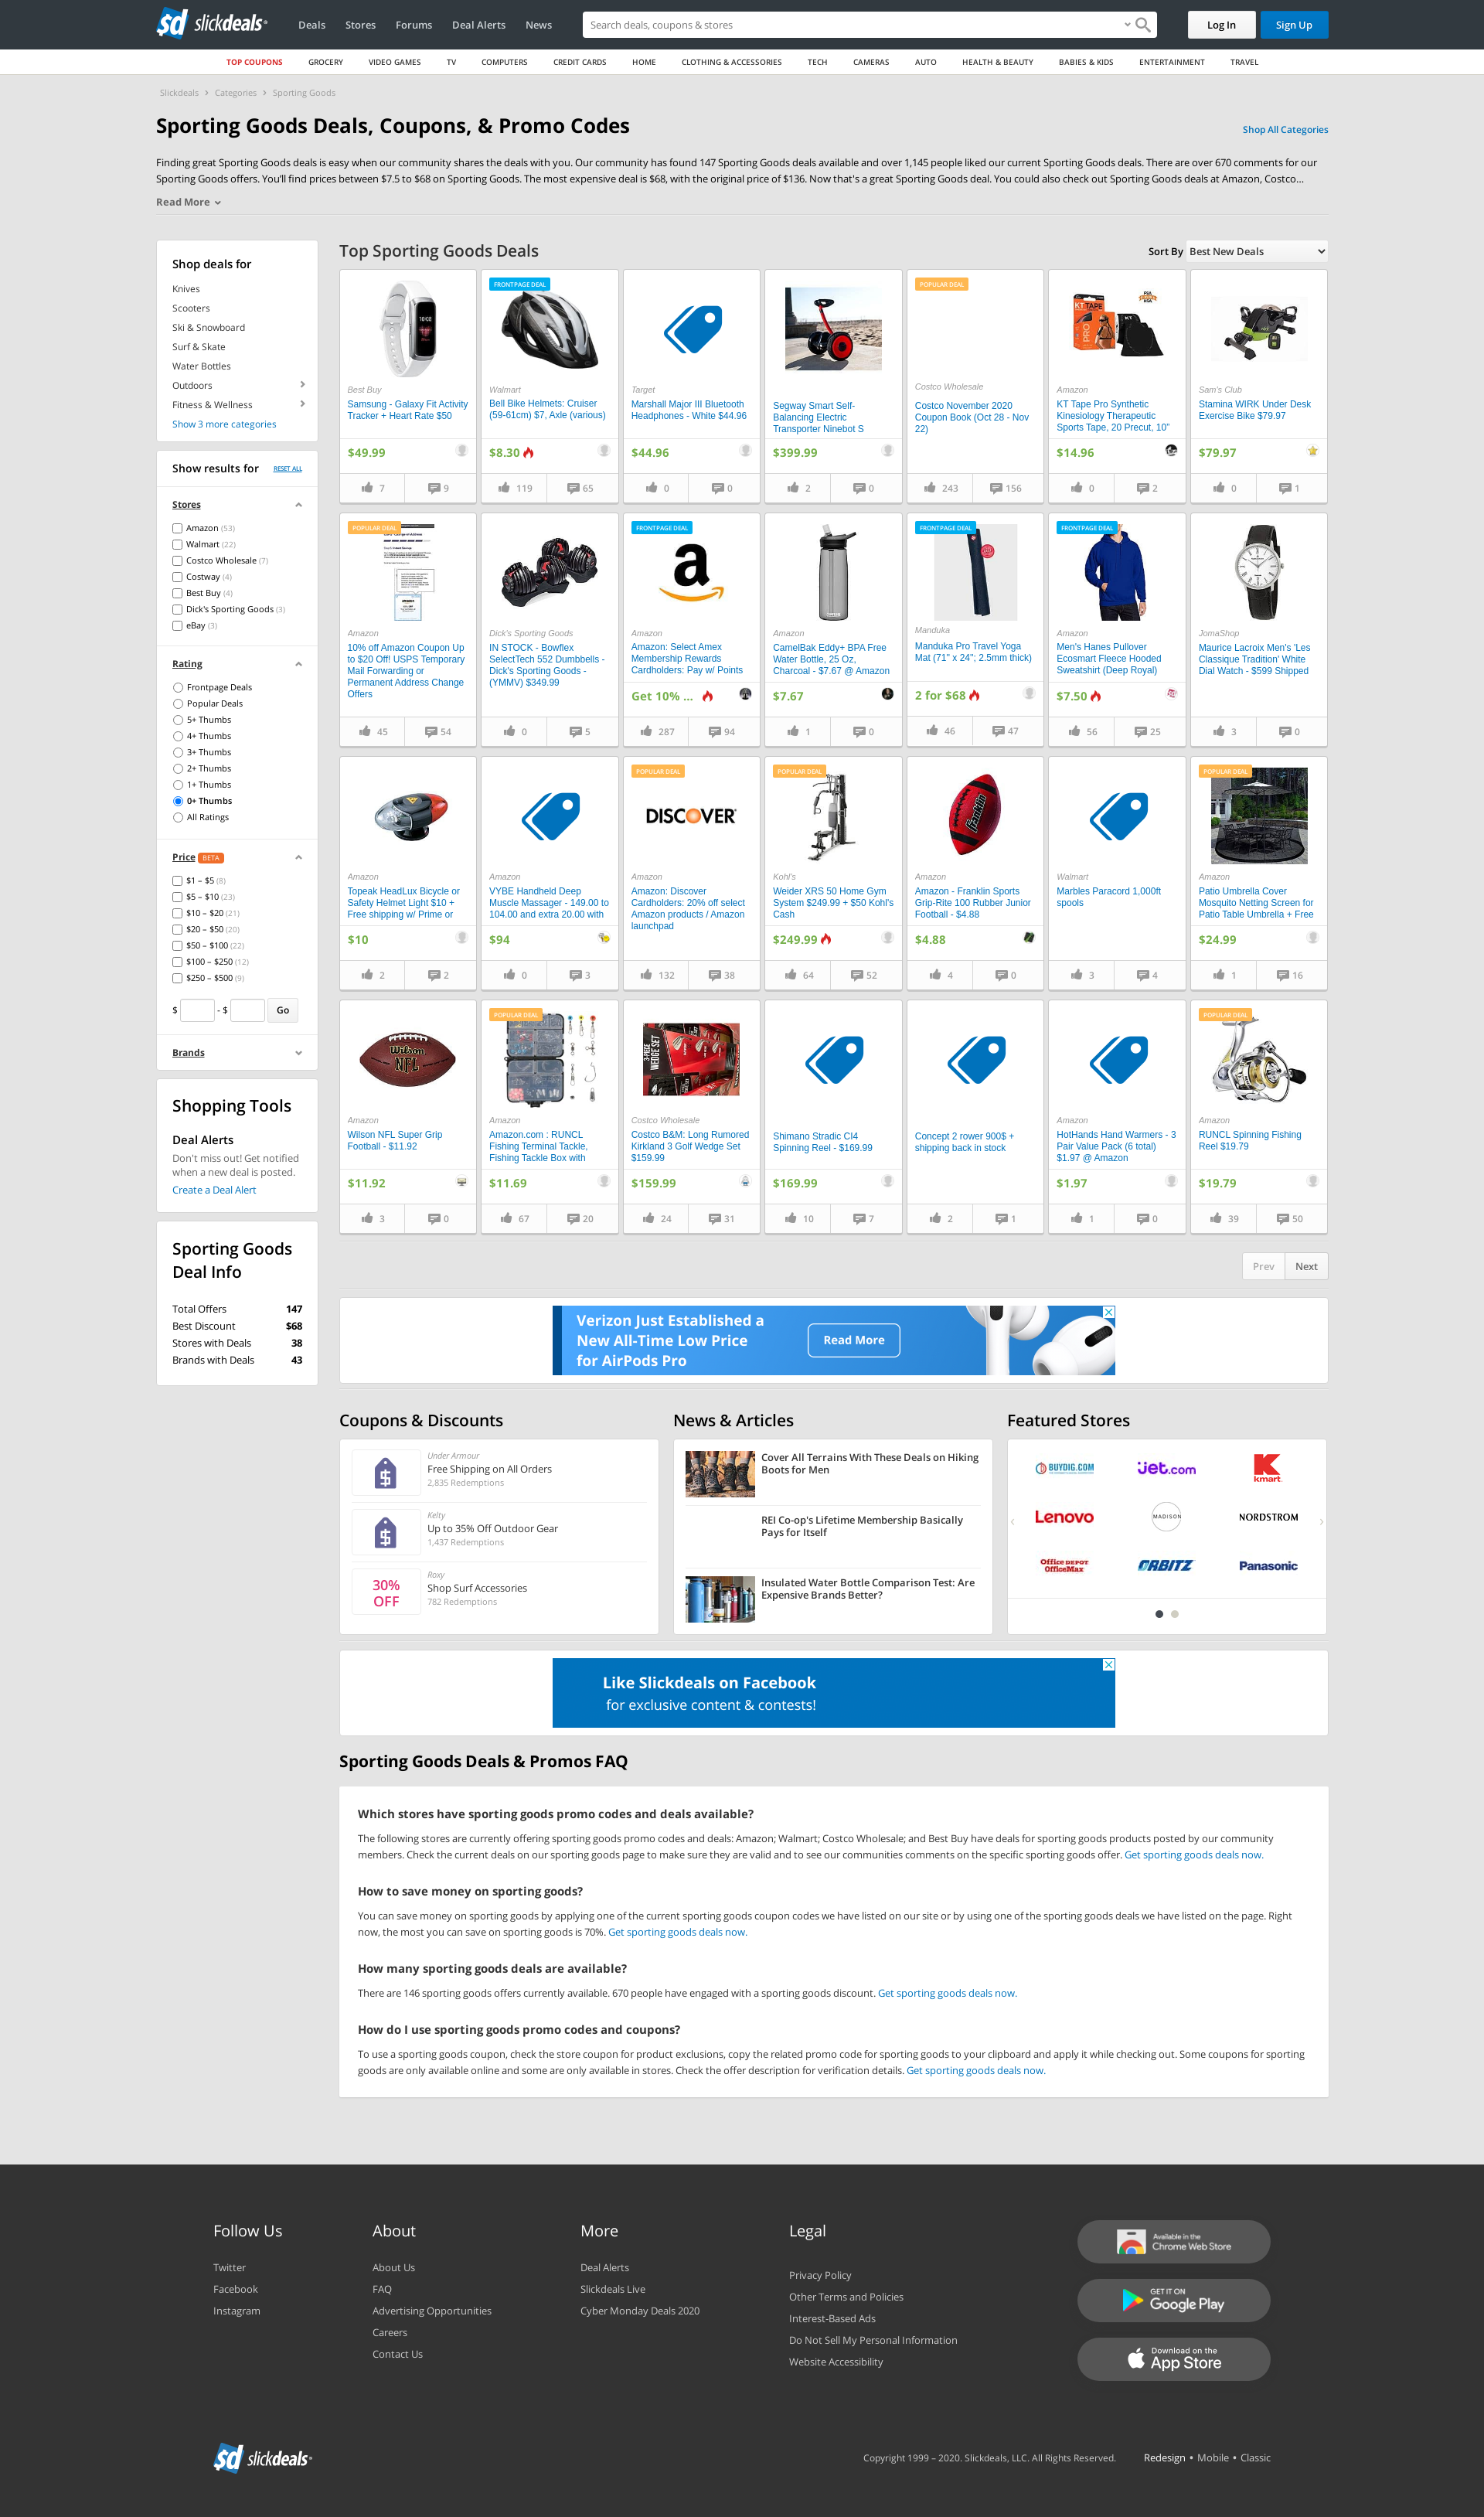 sd slickdeals
Deals Stores Forums Deal Alerts News
Search deals, coupons & stores
Log In
Sign Up
TOP COUPONS GROCERY VIDEO GAMES TV COMPUTERS CREDIT CARDS HOME CLOTHING & ACCESSORIES TECH CAMERAS AUTO HEALTH & BEAUTY BABIES & KIDS ENTERTAINMENT TRAVEL
Slickdeals › Categories › Sporting Goods
Sporting Goods Deals, Coupons, & Promo Codes
Shop All Categories
Finding great Sporting Goods deals is easy when our community shares the deals with you. Our community has found 147 Sporting Goods deals available and over 1,145 people liked our current Sporting Goods deals. There are over 670 comments for our
Sporting Goods offers. You'll find prices between $7.5 to $68 on Sporting Goods. The most expensive deal is $68, with the original price of $136. Now that's a great Sporting Goods deal. You could also check out Sporting Goods deals at Amazon, Costco...
Read More
Shop deals for
Knives
Scooters
Ski & Snowboard
Surf & Skate
Water Bottles
Outdoors
Fitness & Wellness
Show 3 more categories
Show results for RESET ALL
Stores
Amazon (53)
Walmart (22)
Costco Wholesale (7)
Costway (4)
Best Buy (4)
Dick's Sporting Goods (3)
eBay (3)
Rating
Frontpage Deals
Popular Deals
5+ Thumbs
4+ Thumbs
3+ Thumbs
2+ Thumbs
1+ Thumbs
0+ Thumbs
All Ratings
Price BETA
$1 – $5 (8)
$5 – $10 (23)
$10 – $20 (21)
$20 – $50 (20)
$50 – $100 (22)
$100 – $250 (12)
$250 – $500 (9)
$ - $ Go
Brands
Shopping Tools
Deal Alerts
Don't miss out! Get notified
when a new deal is posted.
Create a Deal Alert
Sporting Goods
Deal Info
Total Offers 147
Best Discount $68
Stores with Deals 38
Brands with Deals 43
Top Sporting Goods Deals
Sort By Best New Deals
Best Buy
Samsung - Galaxy Fit Activity
Tracker + Heart Rate $50
$49.99
7 9
FRONTPAGE DEAL
Walmart
Bell Bike Helmets: Cruiser
(59-61cm) $7, Axle (various)
$8.30
119 65
Target
Marshall Major III Bluetooth
Headphones - White $44.96
$44.96
0 0
Segway Smart Self-
Balancing Electric
Transporter Ninebot S
$399.99
2 0
POPULAR DEAL
Costco Wholesale
Costco November 2020
Coupon Book (Oct 28 - Nov
22)
243 156
KT TAPE
PRO
Amazon
KT Tape Pro Synthetic
Kinesiology Therapeutic
Sports Tape, 20 Precut, 10"
$14.96
0 2
Sam's Club
Stamina WIRK Under Desk
Exercise Bike $79.97
$79.97
0 1
POPULAR DEAL
Amazon
10% off Amazon Coupon Up
to $20 Off! USPS Temporary
Mail Forwarding or
Permanent Address Change
Offers
45 54
Dick's Sporting Goods
IN STOCK - Bowflex
SelectTech 552 Dumbbells -
Dick's Sporting Goods -
(YMMV) $349.99
0 5
FRONTPAGE DEAL
a
Amazon
Amazon: Select Amex
Membership Rewards
Cardholders: Pay w/ Points
Get 10% ...
287 94
Amazon
CamelBak Eddy+ BPA Free
Water Bottle, 25 Oz,
Charcoal - $7.67 @ Amazon
$7.67
1 0
FRONTPAGE DEAL
Manduka
Manduka Pro Travel Yoga
Mat (71" x 24"; 2.5mm thick)
2 for $68
46 47
FRONTPAGE DEAL
Amazon
Men's Hanes Pullover
Ecosmart Fleece Hooded
Sweatshirt (Deep Royal)
$7.50
56 25
JomaShop
Maurice Lacroix Men's 'Les
Classique Tradition' White
Dial Watch - $599 Shipped
3 0
Amazon
Topeak HeadLux Bicycle or
Safety Helmet Light $10 +
Free shipping w/ Prime or
$10
2 2
Amazon
VYBE Handheld Deep
Muscle Massager - 149.00 to
104.00 and extra 20.00 with
$94
0 3
POPULAR DEAL
DISCOVER
Amazon
Amazon: Discover
Cardholders: 20% off select
Amazon products / Amazon
launchpad
132 38
POPULAR DEAL
Kohl's
Weider XRS 50 Home Gym
System $249.99 + $50 Kohl's
Cash
$249.99
64 52
franklin
Amazon
Amazon - Franklin Sports
Grip-Rite 100 Rubber Junior
Football - $4.88
$4.88
4 0
Walmart
Marbles Paracord 1,000ft
spools
3 4
POPULAR DEAL
Amazon
Patio Umbrella Cover
Mosquito Netting Screen for
Patio Table Umbrella + Free
$24.99
1 16
Wilson
NFL
Amazon
Wilson NFL Super Grip
Football - $11.92
$11.92
3 0
POPULAR DEAL
Amazon
Amazon.com : RUNCL
Fishing Terminal Tackle,
Fishing Tackle Box with
$11.69
67 20
3-PIECE
WEDGE SET
Costco Wholesale
Costco B&M: Long Rumored
Kirkland 3 Golf Wedge Set
$159.99
$159.99
24 31
Shimano Stradic CI4
Spinning Reel - $169.99
$169.99
10 7
Concept 2 rower 900$ +
shipping back in stock
2 1
Amazon
HotHands Hand Warmers - 3
Pair Value Pack (6 total)
$1.97 @ Amazon
$1.97
1 0
POPULAR DEAL
Amazon
RUNCL Spinning Fishing
Reel $19.79
$19.79
39 50
Prev Next
Verizon Just Established a
New All-Time Low Price
for AirPods Pro
Read More
Coupons & Discounts
Under Armour
Free Shipping on All Orders
2,835 Redemptions
Kelty
Up to 35% Off Outdoor Gear
1,437 Redemptions
30%
OFF
Roxy
Shop Surf Accessories
782 Redemptions
News & Articles
Cover All Terrains With These Deals on Hiking
Boots for Men
REI Co-op's Lifetime Membership Basically
Pays for Itself
Insulated Water Bottle Comparison Test: Are
Expensive Brands Better?
Featured Stores
BUYDIG.COM
jet.com
K
kmart
Lenovo
MADISON
NORDSTROM
Office DEPOT
OfficeMax
ORBITZ
Panasonic
Like Slickdeals on Facebook
for exclusive content & contests!
Sporting Goods Deals & Promos FAQ
Which stores have sporting goods promo codes and deals available?
The following stores are currently offering sporting goods promo codes and deals: Amazon; Walmart; Costco Wholesale; and Best Buy have deals for sporting goods products posted by our community
members. Check the current deals on our sporting goods page to make sure they are valid and to see our communities comments on the specific sporting goods offer. Get sporting goods deals now.
How to save money on sporting goods?
You can save money on sporting goods by applying one of the current sporting goods coupon codes we have listed on our site or by using one of the sporting goods deals we have listed on the page. Right
now, the most you can save on sporting goods is 70%. Get sporting goods deals now.
How many sporting goods deals are available?
There are 146 sporting goods offers currently available. 670 people have engaged with a sporting goods discount. Get sporting goods deals now.
How do I use sporting goods promo codes and coupons?
To use a sporting goods coupon, check the store coupon for product exclusions, copy the related promo code for sporting goods to your clipboard and apply it while checking out. Some coupons for sporting
goods are only available online and some are only available in stores. Check the offer description for verification details. Get sporting goods deals now.
Follow Us
Twitter
Facebook
Instagram
About
About Us
FAQ
Advertising Opportunities
Careers
Contact Us
More
Deal Alerts
Slickdeals Live
Cyber Monday Deals 2020
Legal
Privacy Policy
Other Terms and Policies
Interest-Based Ads
Do Not Sell My Personal Information
Website Accessibility
Available in the
Chrome Web Store
GET IT ON
Google Play
Download on the
App Store
sd slickdeals
Copyright 1999 – 2020. Slickdeals, LLC. All Rights Reserved.
Redesign • Mobile • Classic